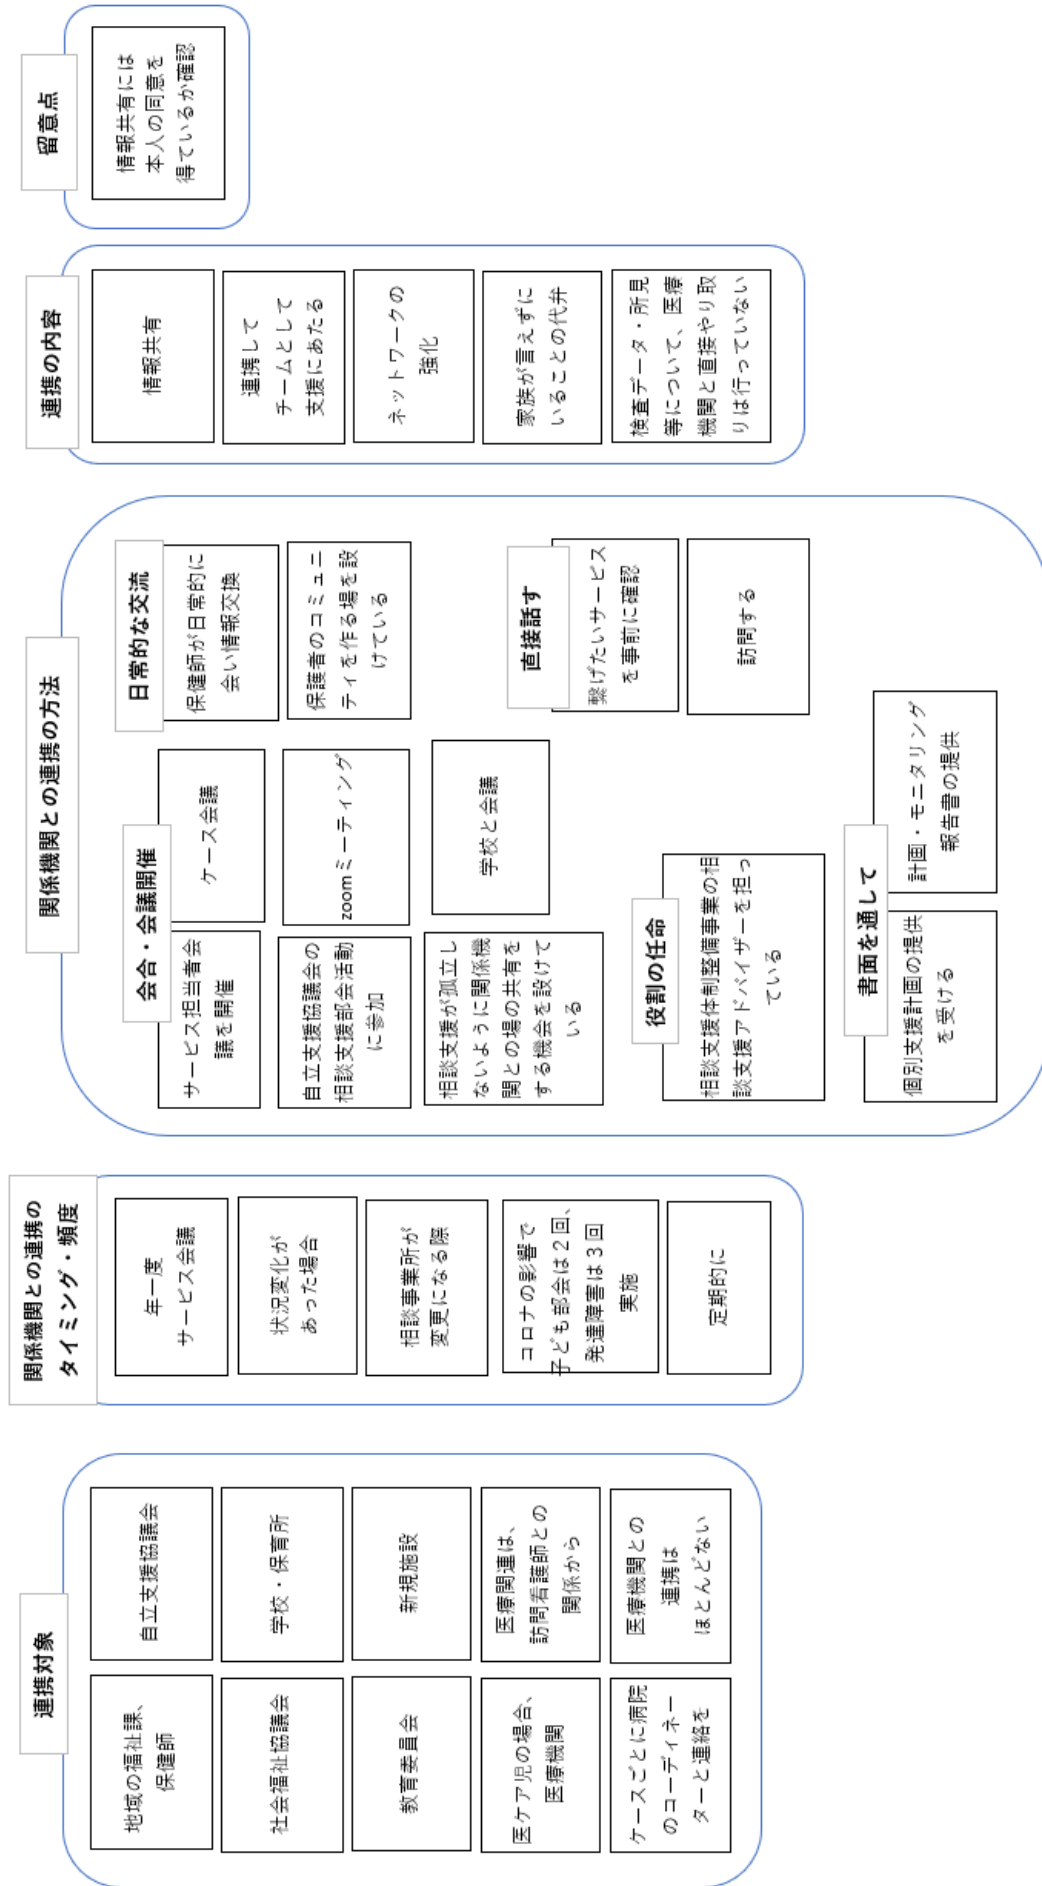 連携対象
地域の福祉課、
保健師
自立支援協議会
社会福祉協議会
学校・保育所
教育委員会
新規施設
医ケア児の場合、
医療機関
医療関連は、
訪問看護師との
関係から
ケースごとに病院
のコーディネー
ターと連絡を
医療機関との
連携は
ほとんどない
関係機関との連携の
タイミング・頻度
年一度
サービス会議
状況変化が
あった場合
相談事業所が
変更になる際
コロナの影響で
子ども部会は２回、
発達障害は３回
実施
定期的に
関係機関との連携の方法
会合・会議開催
サービス担当者会
議を開催
ケース会議
自立支援協議会の
相談支援部会活動
に参加
zoomミーティング
相談支援が孤立し
ないように関係機
関との場の共有を
する機会を設けて
いる
学校と会議
日常的な交流
保健師が日常的に
会い情報交換
保護者のコミュニ
ティを作る場を設
けている
役割の任命
相談支援体制整備事業の相
談支援アドバイザーを担っ
ている
直接話す
繋げたいサービス
を事前に確認
訪問する
書面を通して
個別支援計画の提供
を受ける
計画・モニタリング
報告書の提供
連携の内容
情報共有
連携して
チームとして
支援にあたる
ネットワークの
強化
家族が言えずに
いることの代弁
検査データ・所見
等について、医療
機関と直接やり取
りは行っていない
留意点
情報共有には
本人の同意を
得ているか確認